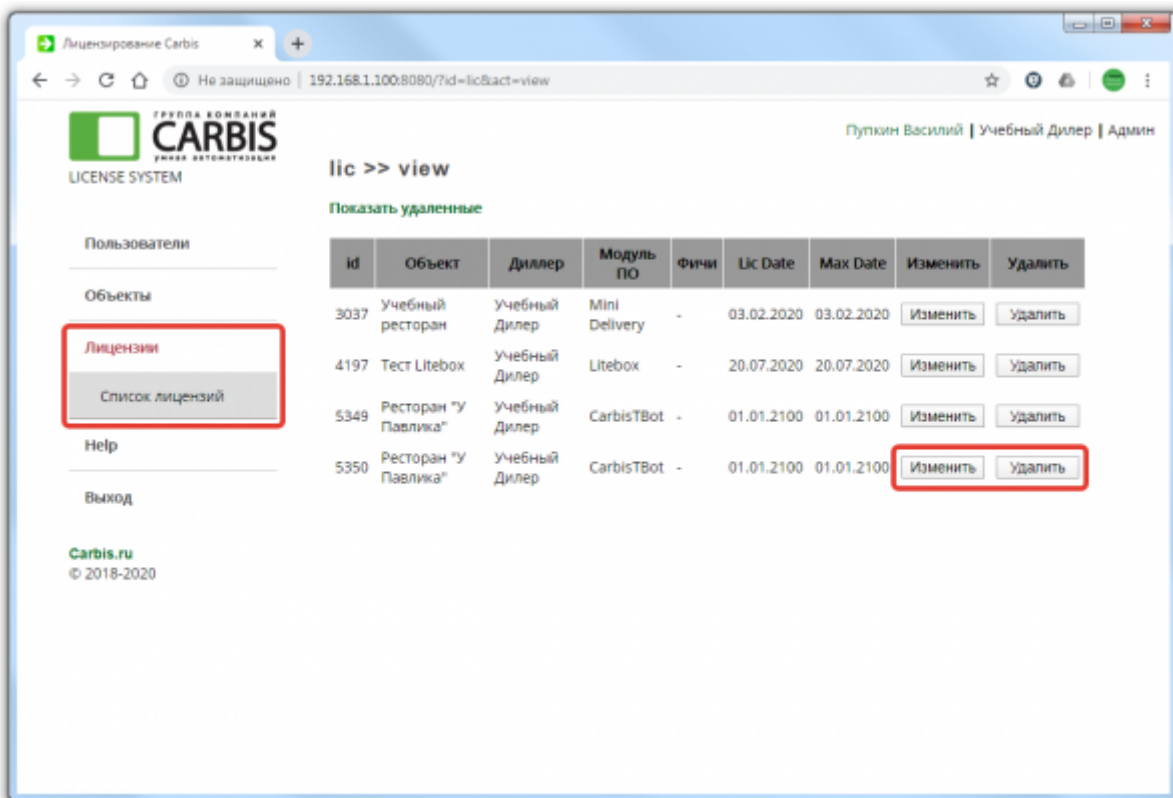 Лицензирование Carbis
Не защищено | 192.168.1.100:8080/?id=lic&act=view
ГРУППА КОМПАНИЙ
CARBIS
умная автоматизация
LICENSE SYSTEM
Пупкин Василий | Учебный Дилер | Админ
lic >> view
Показать удаленные
Пользователи
Объекты
Лицензии
Список лицензий
Help
Выход
Carbis.ru
© 2018-2020
id Объект Диллер Модуль ПО Фичи Lic Date Max Date Изменить Удалить
3037 Учебный ресторан Учебный Дилер Mini Delivery - 03.02.2020 03.02.2020 Изменить Удалить
4197 Тест Litebox Учебный Дилер Litebox - 20.07.2020 20.07.2020 Изменить Удалить
5349 Ресторан "У Павлика" Учебный Дилер CarbisTBot - 01.01.2100 01.01.2100 Изменить Удалить
5350 Ресторан "У Павлика" Учебный Дилер CarbisTBot - 01.01.2100 01.01.2100 Изменить Удалить